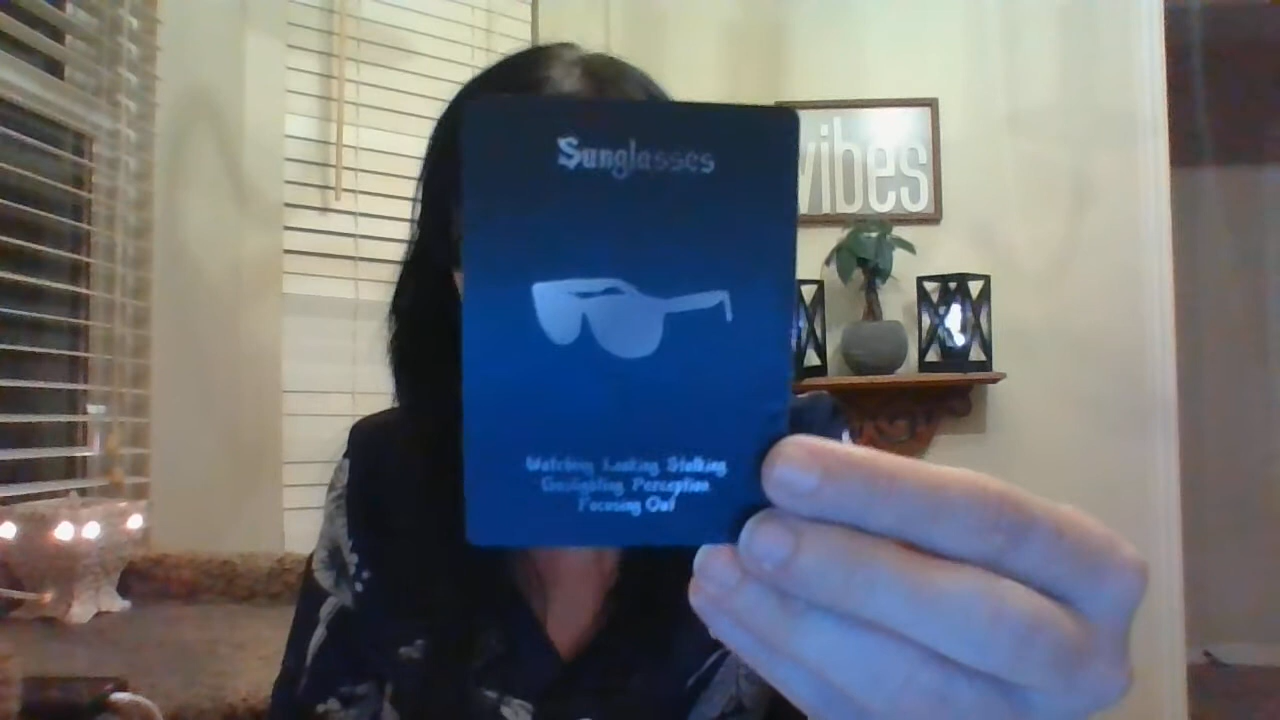 Sunglasses
vibes
Watching, Looking, Stalking,
Gaslighting, Perception
Focusing Out